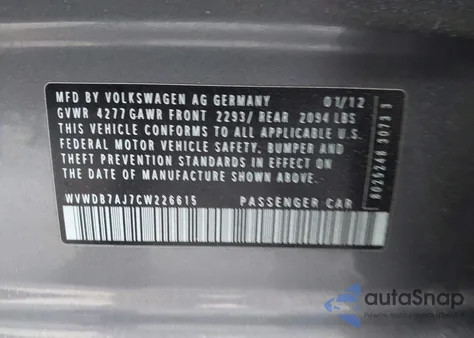 MFD BY VOLKSWAGEN AG GERMANY 01/12
GVWR 4277 GAWR FRONT 2293/ REAR 2094 LBS
THIS VEHICLE CONFORMS TO ALL APPLICABLE U.S.
FEDERAL MOTOR VEHICLE SAFETY, BUMPER AND
THEFT PREVENTION STANDARDS IN EFFECT ON
THE DATE OF MANUFACTURE SHOWN ABOVE.
WVWDB7AJ7CW226615 PASSENGER CAR
autoSnap